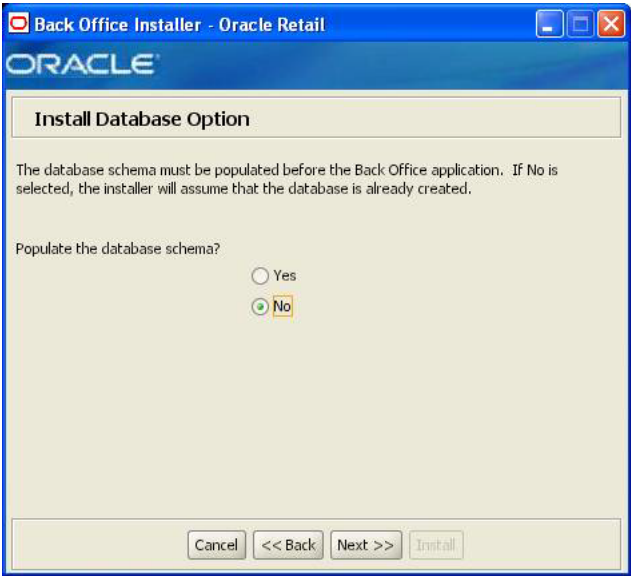 Back Office Installer - Oracle Retail
ORACLE
Install Database Option
The database schema must be populated before the Back Office application.  If No is
selected, the installer will assume that the database is already created.
Populate the database schema?
Yes
No
Cancel << Back Next >> Install